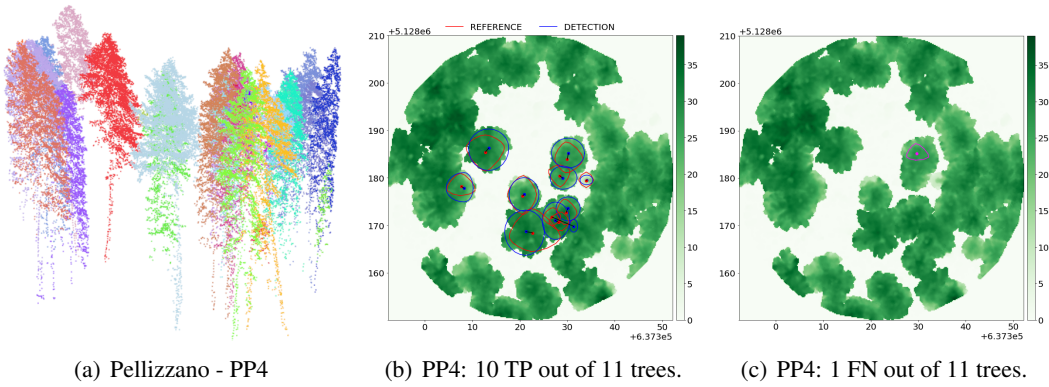 REFERENCE DETECTION
+5.128e6
210
200
190
180
170
160
0 10 20 30 40 50
+6.373e5
35
30
25
20
15
10
5
0
+5.128e6
210
200
190
180
170
160
0 10 20 30 40 50
+6.373e5
35
30
25
20
15
10
5
0
(a) Pellizzano - PP4
(b) PP4: 10 TP out of 11 trees.
(c) PP4: 1 FN out of 11 trees.